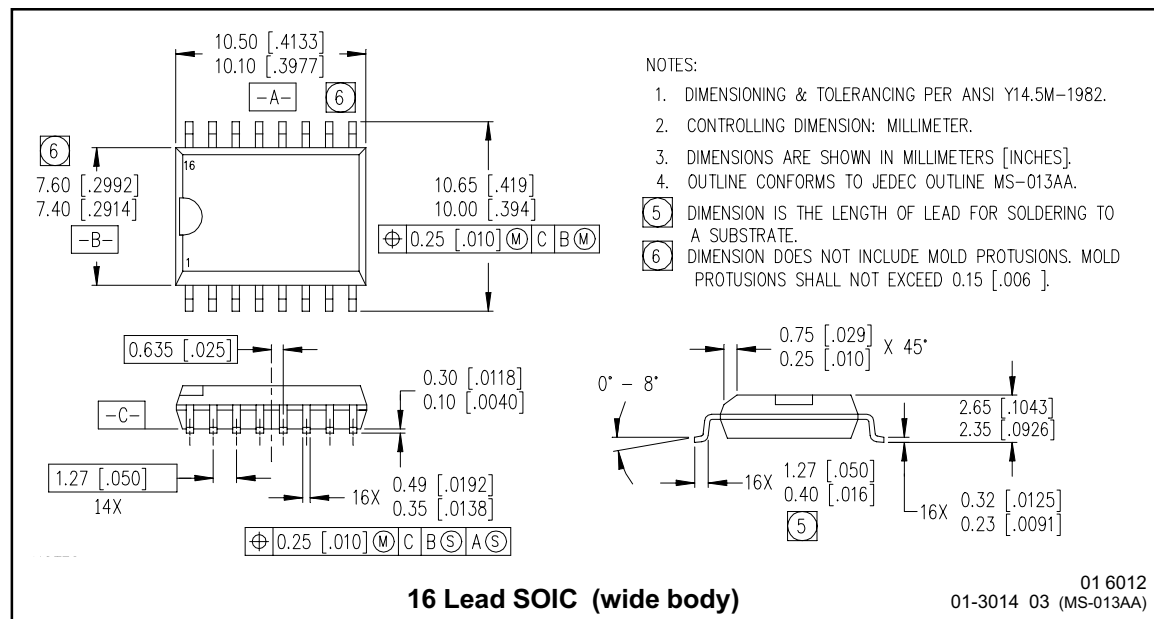 10.50 [.4133]
10.10 [.3977]
-A-
6
6
7.60 [.2992]
7.40 [.2914]
-B-
16
1
10.65 [.419]
10.00 [.394]
⌖ 0.25 [.010] Ⓜ C B Ⓜ
NOTES:
1. DIMENSIONING & TOLERANCING PER ANSI Y14.5M-1982.
2. CONTROLLING DIMENSION: MILLIMETER.
3. DIMENSIONS ARE SHOWN IN MILLIMETERS [INCHES].
4. OUTLINE CONFORMS TO JEDEC OUTLINE MS-013AA.
5 DIMENSION IS THE LENGTH OF LEAD FOR SOLDERING TO
A SUBSTRATE.
6 DIMENSION DOES NOT INCLUDE MOLD PROTUSIONS. MOLD
PROTUSIONS SHALL NOT EXCEED 0.15 [.006 ].
0.635 [.025]
-C-
0.30 [.0118]
0.10 [.0040]
1.27 [.050]
14X
16X 0.49 [.0192]
0.35 [.0138]
⌖ 0.25 [.010] Ⓜ C B Ⓢ A Ⓢ
0.75 [.029]
0.25 [.010]
X 45°
0° - 8°
2.65 [.1043]
2.35 [.0926]
16X 1.27 [.050]
0.40 [.016]
5
16X 0.32 [.0125]
0.23 [.0091]
16 Lead SOIC (wide body)
01 6012
01-3014 03 (MS-013AA)